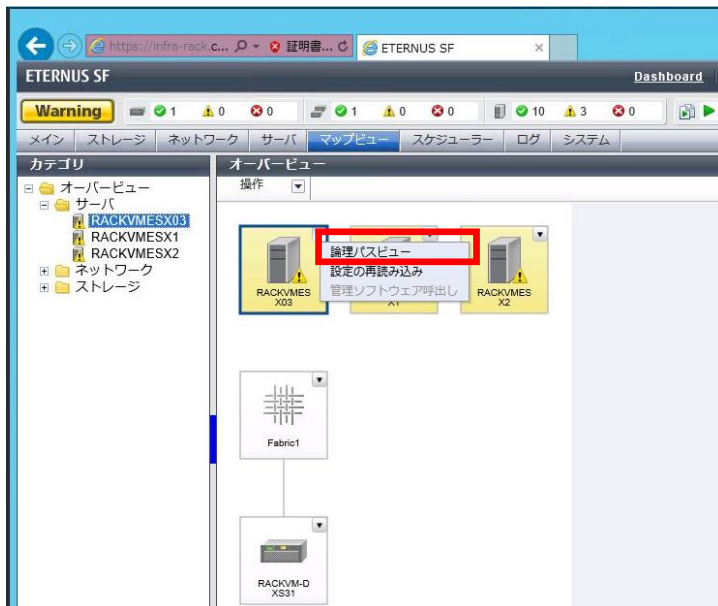 https://infra-rack.c...
証明書...
ETERNUS SF
ETERNUS SF
Dashboard
Warning
1 0 0 1 0 0 10 3 0
メイン ストレージ ネットワーク サーバ マップビュー スケジューラー ログ システム
カテゴリ
オーバービュー
サーバ
RACKVMESX03
RACKVMESX1
RACKVMESX2
ネットワーク
ストレージ
オーバービュー
操作
論理パスビュー
設定の再読み込み
管理ソフトウェア呼出し
RACKVMES
X03
X1
RACKVMES
X2
Fabric1
RACKVM-D
XS31